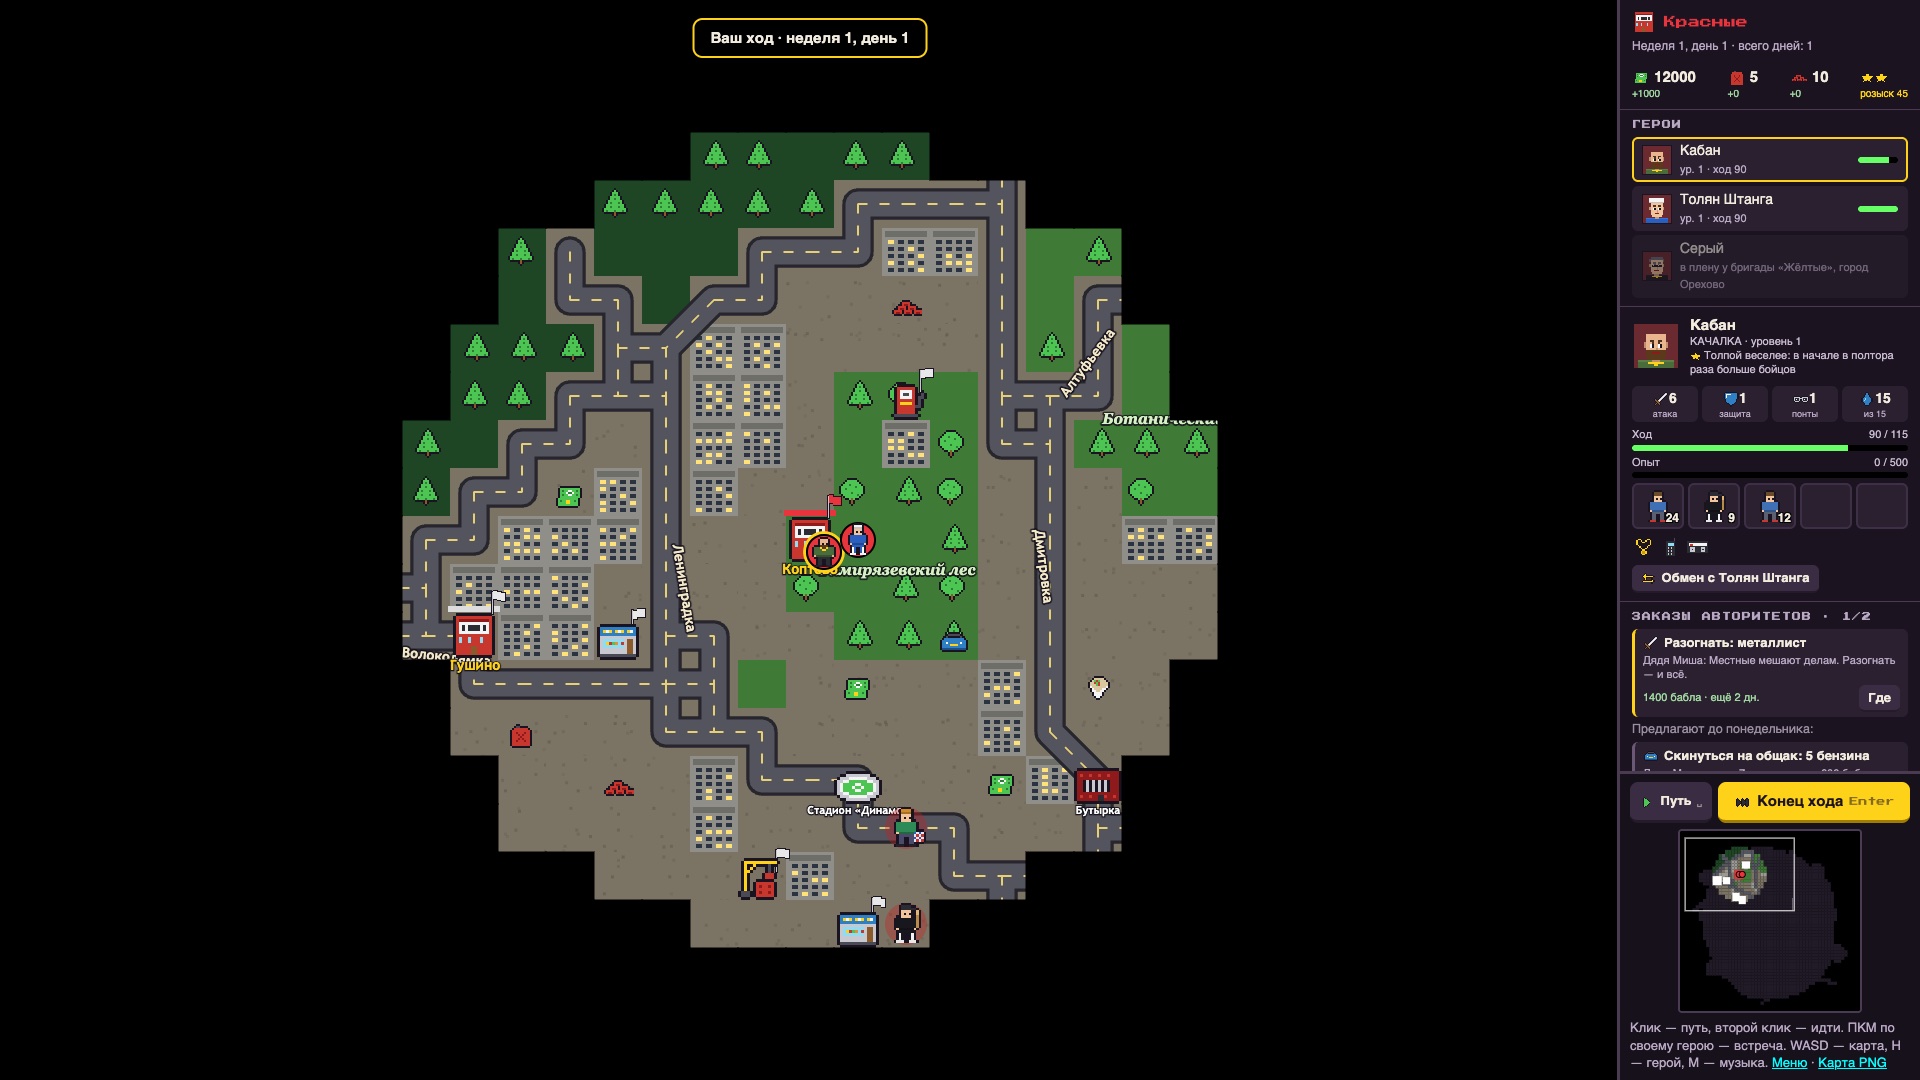 Ваш ход · неделя 1, день 1
Алтуфьевка
Ленинградка
Дмитровка
мирязевский лес
Гушино
Стадион «Динам
Бутырка
Красные
Неделя 1, день 1 · всего дней: 1
12000 5 10
+1000 +0 +0 розыск 45
ГЕРОИ
Кабан
ур. 1 · ход 90
Толян Штанга
ур. 1 · ход 90
Серый
в плену у бригады «Жёлтые», город
Орехово
Кабан
КАЧАЛКА · уровень 1
Толпой веселее: в начале в полтора
раза больше бойцов
6 1 1 15
атака защита понты из 15
Ход 90 / 115
Опыт 0 / 500
24 9 12
Обмен с Толян Штанга
ЗАКАЗЫ АВТОРИТЕТОВ · 1/2
Разогнать: металлист
Дядя Миша: Местные мешают делам. Разогнать
— и всё.
1400 бабла · ещё 2 дн. Где
Предлагают до понедельника:
Скинуться на общак: 5 бензина
Путь
Конец хода Enter
Клик — путь, второй клик — идти. ПКМ по
своему герою — встреча. WASD — карта, H
— герой, M — музыка. Меню · Карта PNG